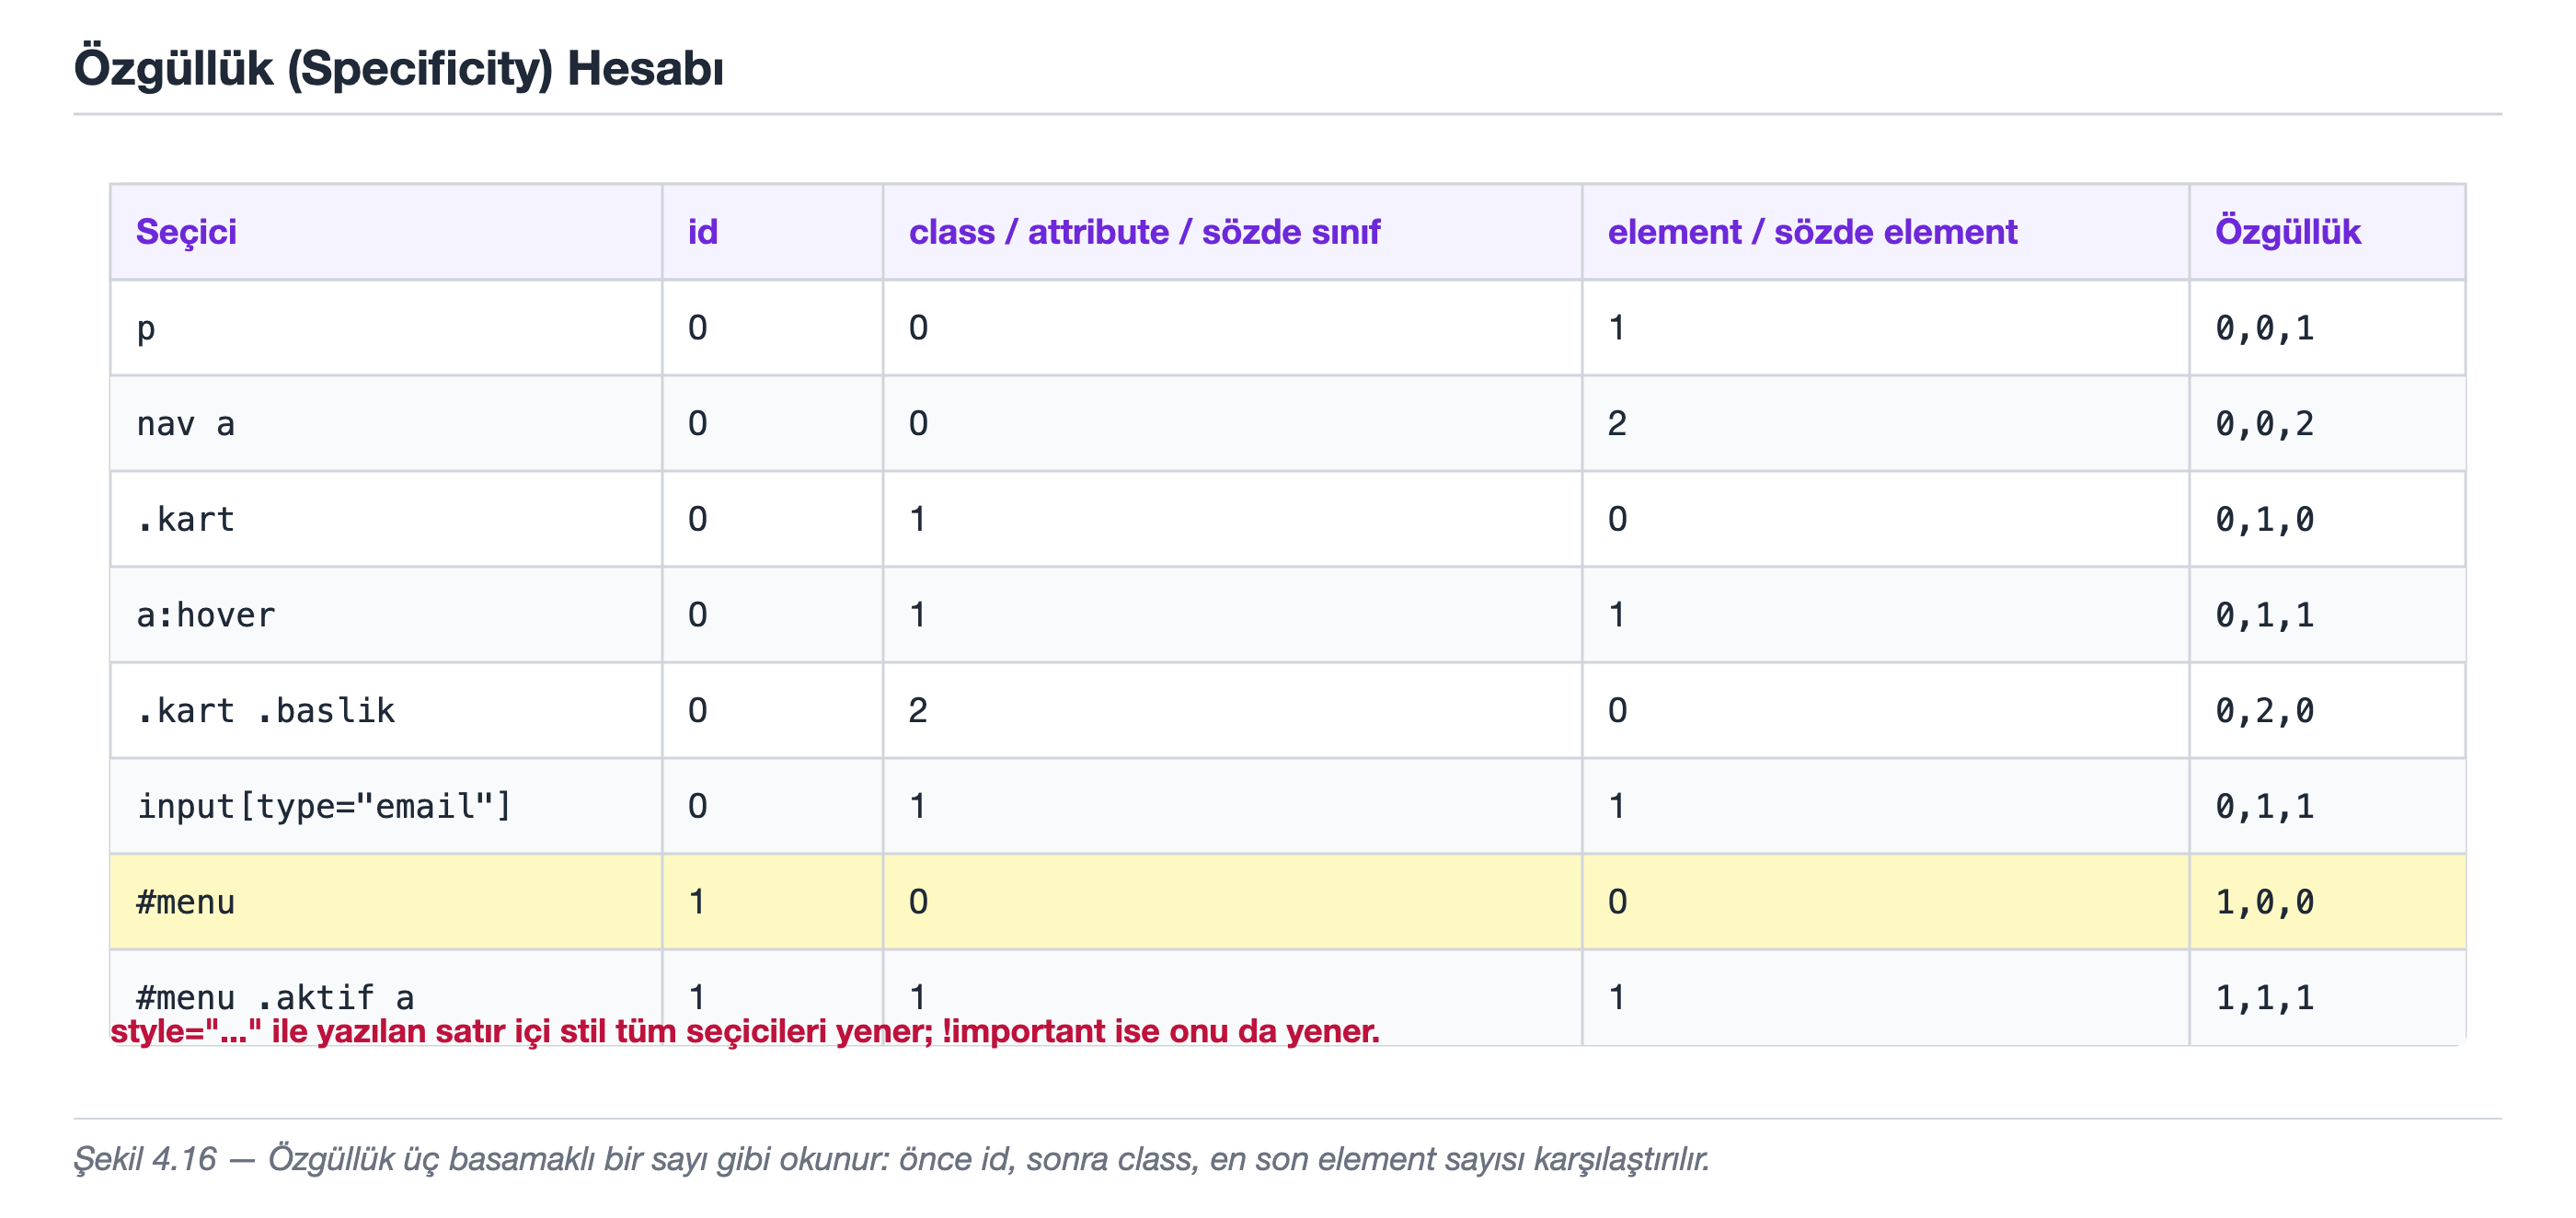 Özgüllük (Specificity) Hesabı
Seçici id class / attribute / sözde sınıf element / sözde element Özgüllük
p 0 0 1 0,0,1
nav a 0 0 2 0,0,2
.kart 0 1 0 0,1,0
a:hover 0 1 1 0,1,1
.kart .baslik 0 2 0 0,2,0
input[type="email"] 0 1 1 0,1,1
#menu 1 0 0 1,0,0
#menu .aktif a 1 1 1 1,1,1
style="..." ile yazılan satır içi stil tüm seçicileri yener; !important ise onu da yener.
Şekil 4.16 — Özgüllük üç basamaklı bir sayı gibi okunur: önce id, sonra class, en son element sayısı karşılaştırılır.